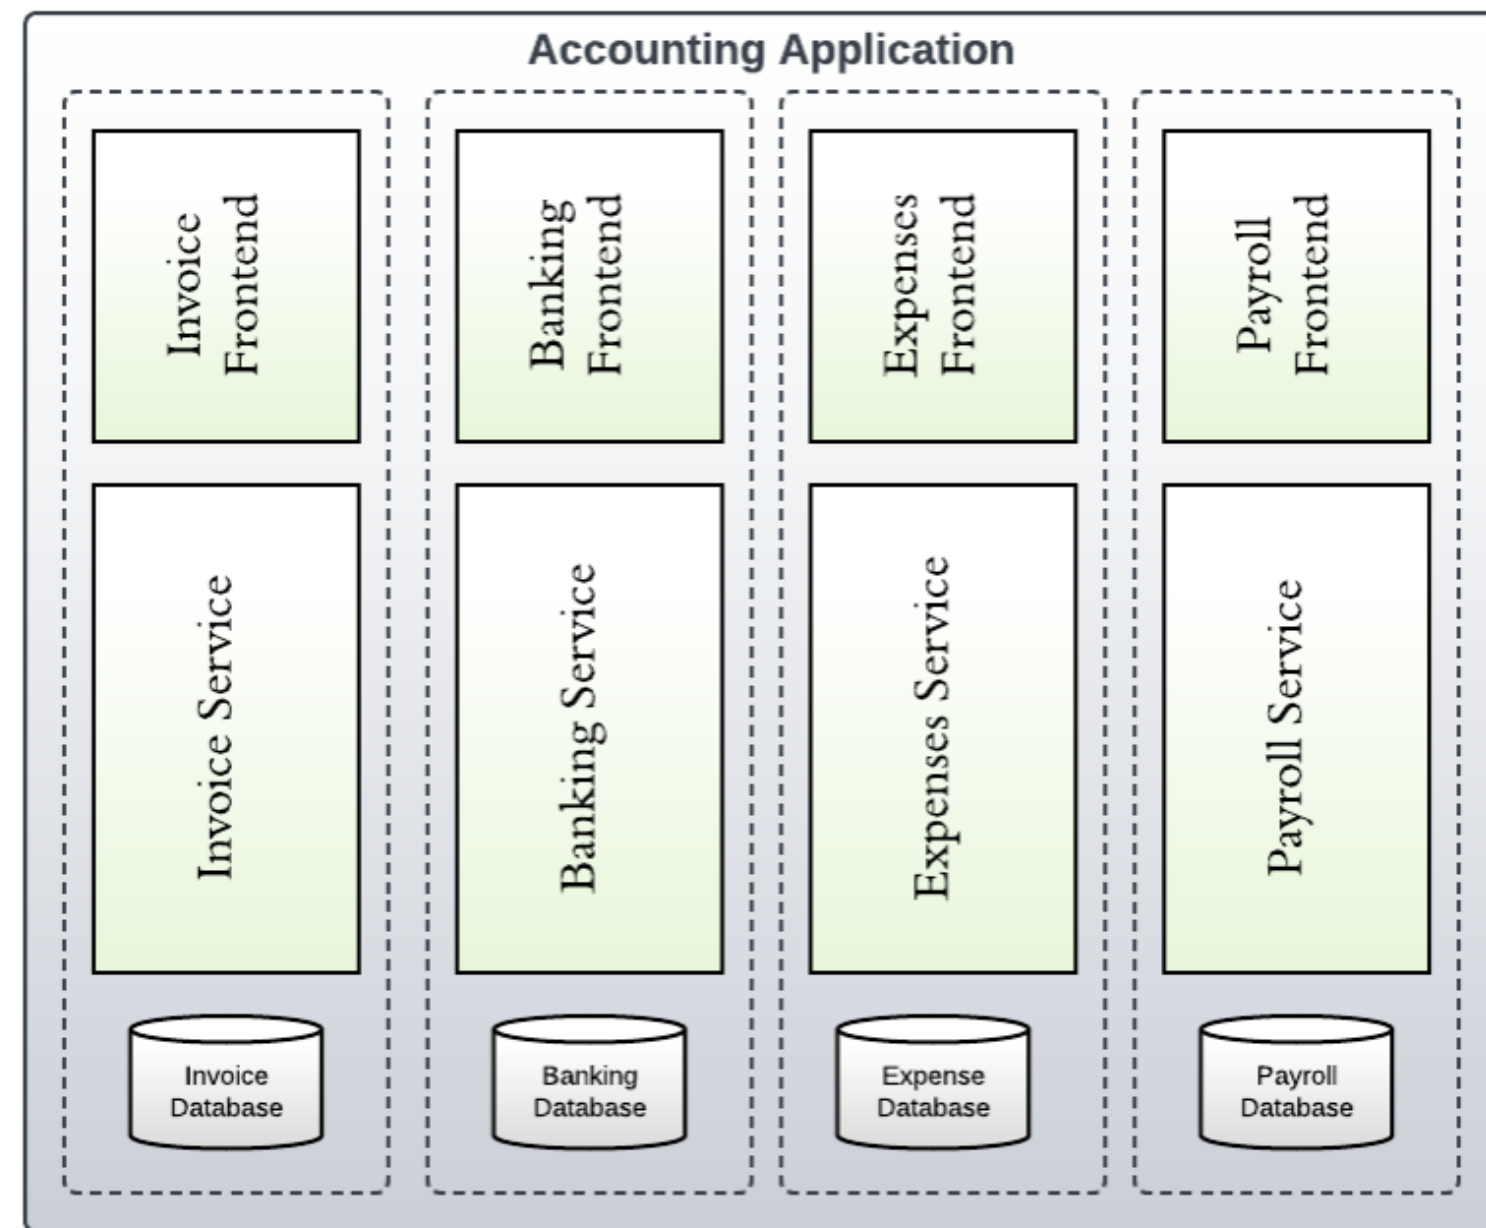 Accounting Application
Invoice
Frontend
Banking
Frontend
Expenses
Frontend
Payroll
Frontend
Invoice Service
Banking Service
Expenses Service
Payroll Service
Invoice
Database
Banking
Database
Expense
Database
Payroll
Database